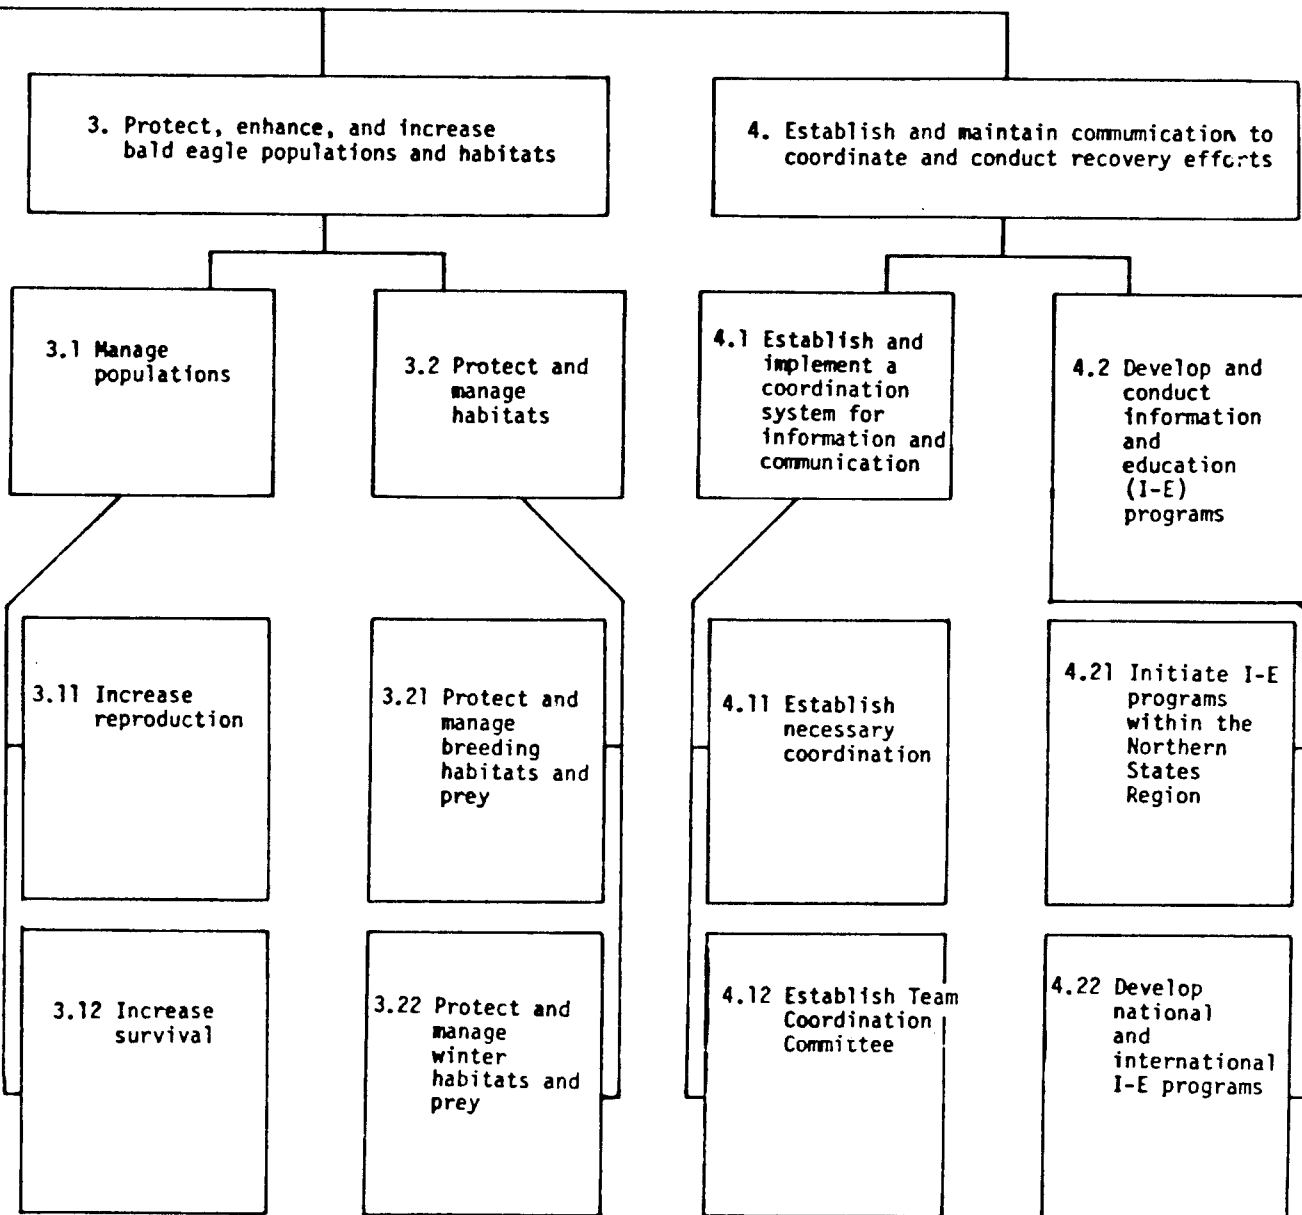 3. Protect, enhance, and increase
bald eagle populations and habitats
4. Establish and maintain commumication to
coordinate and conduct recovery efforts
3.1 Manage
populations
3.2 Protect and
manage
habitats
4.1 Establish and
implement a
coordination
system for
information and
communication
4.2 Develop and
conduct
information
and
education
(I-E)
programs
3.11 Increase
reproduction
3.21 Protect and
manage
breeding
habitats and
prey
4.11 Establish
necessary
coordination
4.21 Initiate I-E
programs
within the
Northern
States
Region
3.12 Increase
survival
3.22 Protect and
manage
winter
habitats and
prey
4.12 Establish Team
Coordination
Committee
4.22 Develop
national
and
international
I-E programs